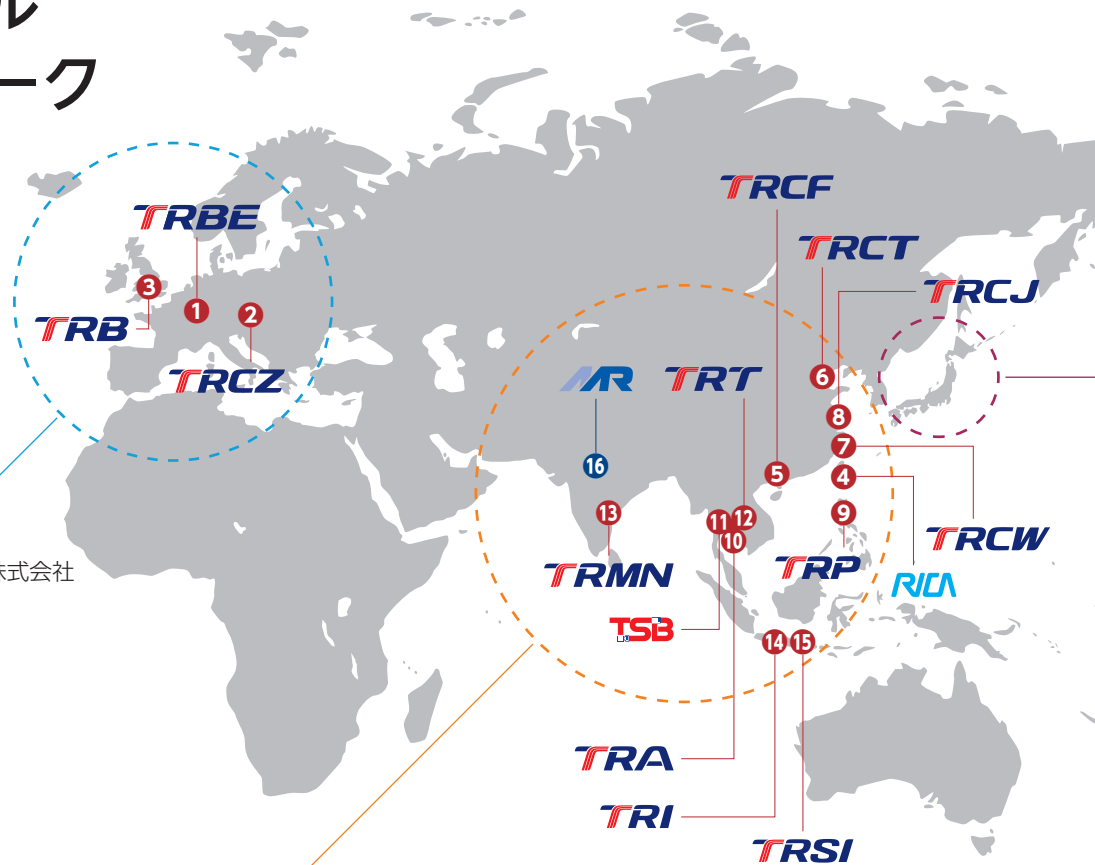 ル
ーク
TRCF
TRBE
TRCT
3
TRCJ
1
2
TRB
TRCZ
AAR
TRT
6
8
7
16
5
4
13
11
12
9
10
TRCW
株式会社
TRMN
TRP
RICA
TSB
14
15
TRA
TRI
TRSI